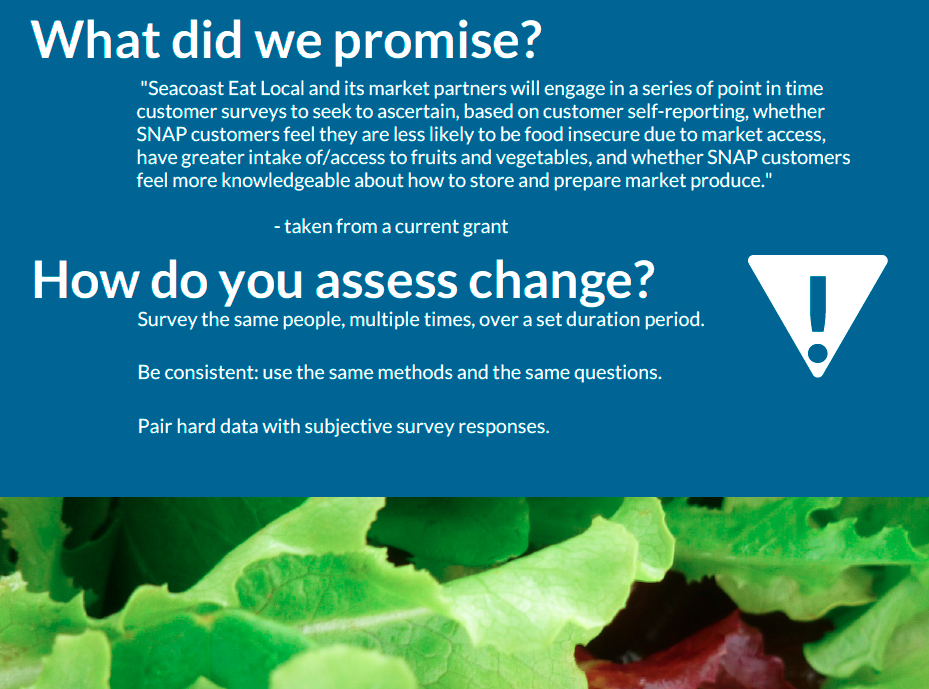 What did we promise?
"Seacoast Eat Local and its market partners will engage in a series of point in time
customer surveys to seek to ascertain, based on customer self-reporting, whether
SNAP customers feel they are less likely to be food insecure due to market access,
have greater intake of/access to fruits and vegetables, and whether SNAP customers
feel more knowledgeable about how to store and prepare market produce."
- taken from a current grant
How do you assess change?
Survey the same people, multiple times, over a set duration period.
Be consistent: use the same methods and the same questions.
Pair hard data with subjective survey responses.